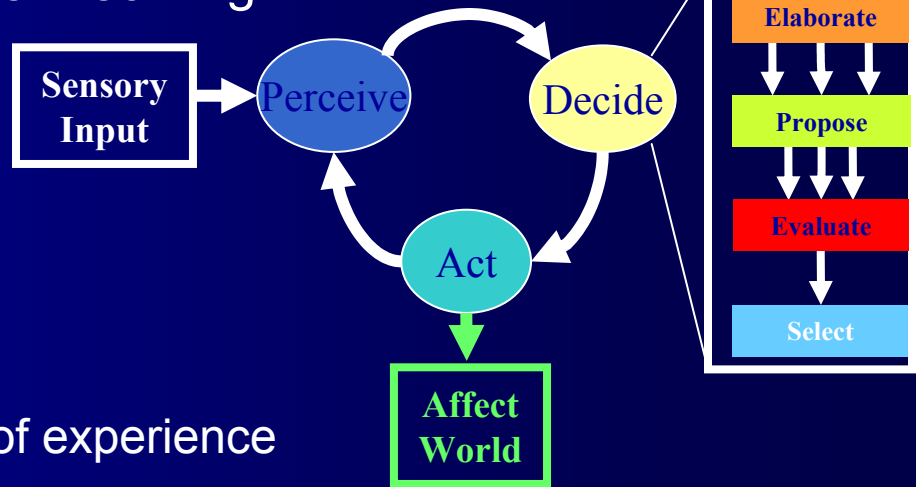 Elaborate
Sensory
Input
Perceive
Decide
Propose
Evaluate
Act
Select
Affect
World
of experience